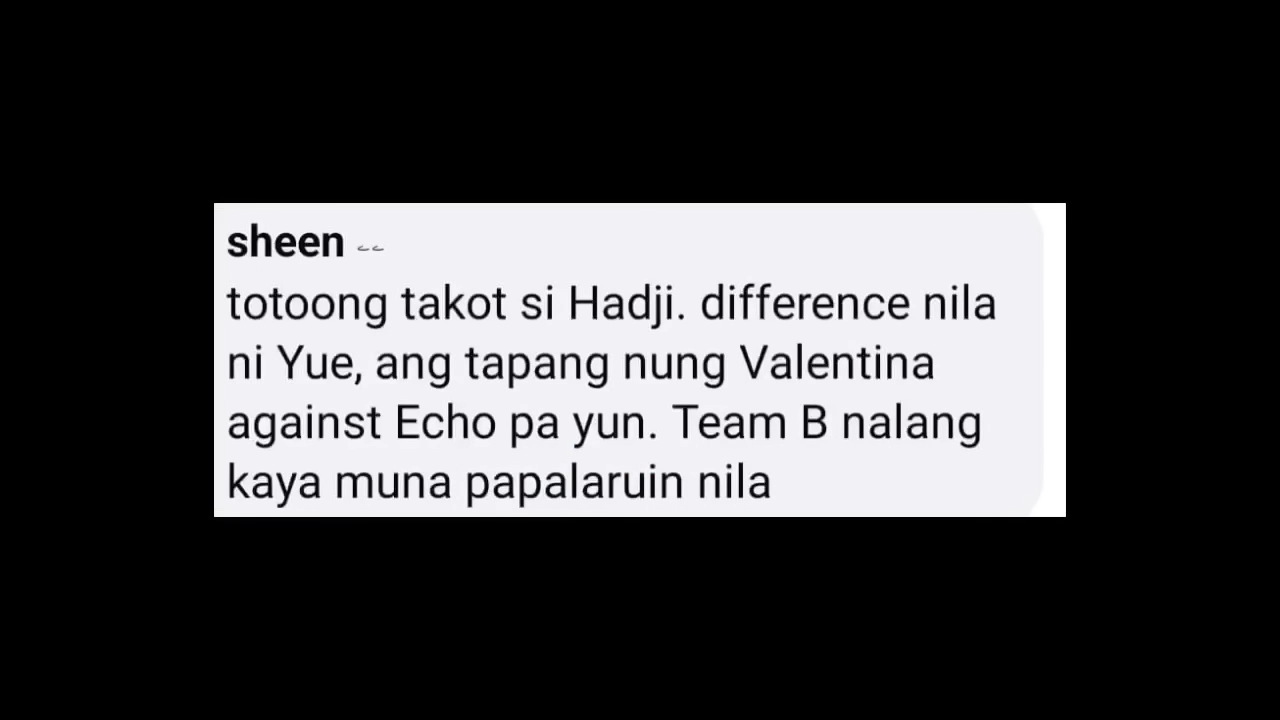 sheen
totoong takot si Hadji. difference nila
ni Yue, ang tapang nung Valentina
against Echo pa yun. Team B nalang
kaya muna papalaruin nila